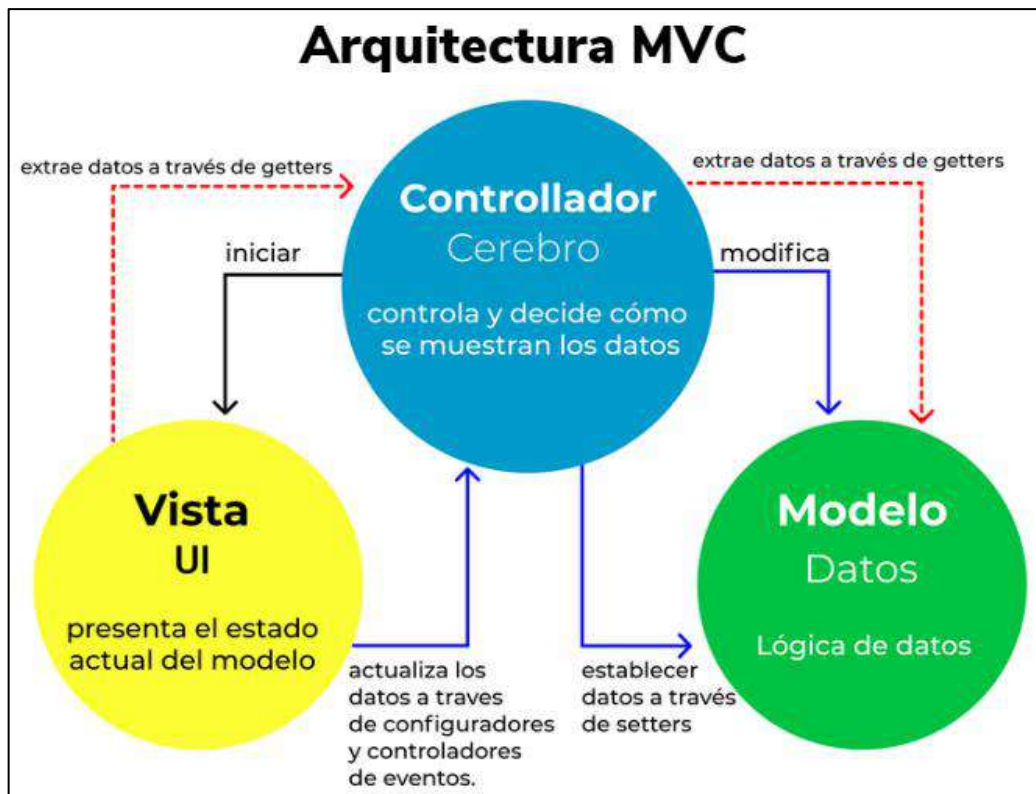 Arquitectura MVC
extrae datos a través de getters
extrae datos a través de getters
Controllador
Cerebro
controla y decide cómo
se muestran los datos
iniciar
modifica
Vista
UI
presenta el estado
actual del modelo
Modelo
Datos
Lógica de datos
actualiza los
datos a traves
de configuradores
y controladores
de eventos.
establecer
datos a través
de setters